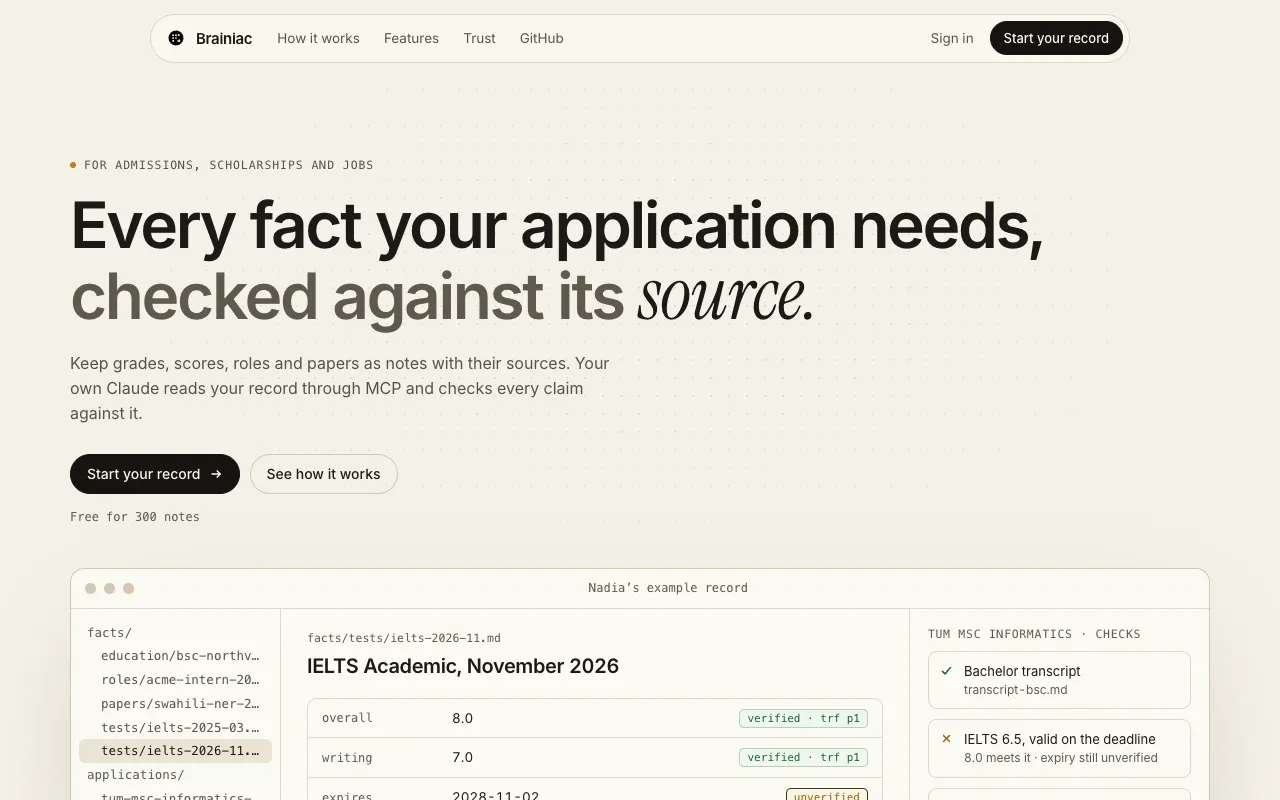 Brainiac
How it works
Features
Trust
GitHub
Sign in
Start your record
FOR ADMISSIONS, SCHOLARSHIPS AND JOBS
Every fact your application needs,
checked against its source.
Keep grades, scores, roles and papers as notes with their sources. Your
own Claude reads your record through MCP and checks every claim
against it.
Start your record →
See how it works
Free for 300 notes
Nadia’s example record
facts/
education/bsc-northv…
roles/acme-intern-20…
papers/swahili-ner-2…
tests/ielts-2025-03.…
tests/ielts-2026-11.…
applications/
tum-msc-informatics-
facts/tests/ielts-2026-11.md
IELTS Academic, November 2026
overall 8.0 verified · trf p1
writing 7.0 verified · trf p1
expires 2028-11-02 unverified
TUM MSC INFORMATICS · CHECKS
Bachelor transcript
transcript-bsc.md
IELTS 6.5, valid on the deadline
8.0 meets it · expiry still unverified